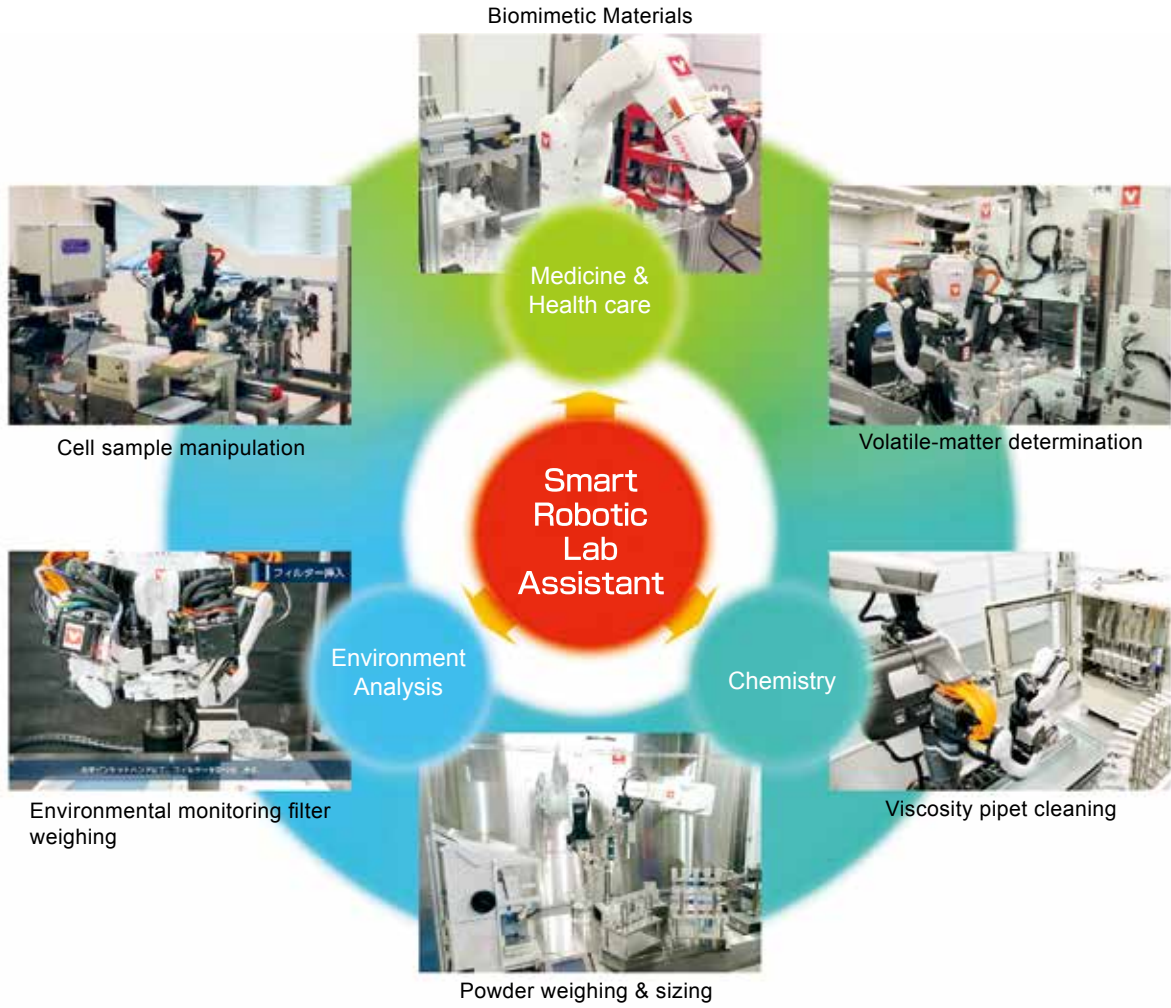 Biomimetic Materials
Medicine &
Health care
Cell sample manipulation
Volatile-matter determination
Smart
Robotic
Lab
Assistant
フィルター挿入
Environment
Analysis
Chemistry
Environmental monitoring filter
weighing
Viscosity pipet cleaning
Powder weighing & sizing